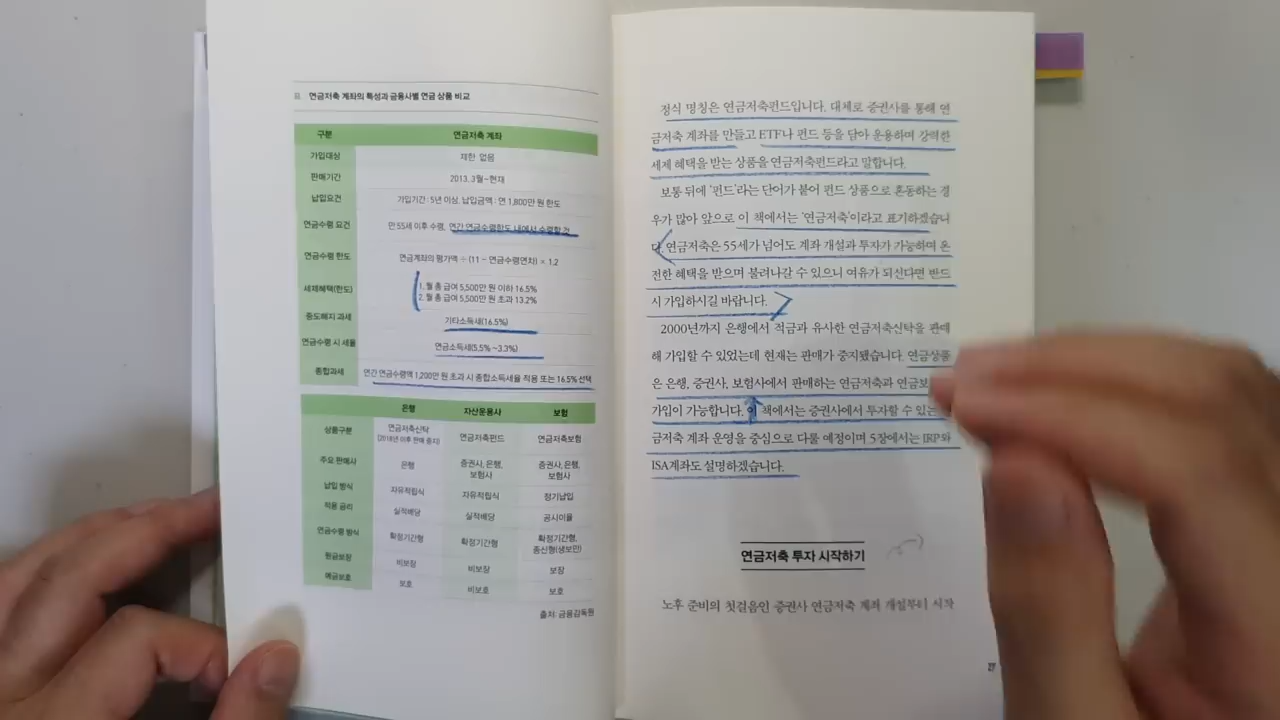 표 연금저축 계좌의 특성과 금융사별 연금 상품 비교
구분 연금저축 계좌
가입대상 제한 없음
판매기간 2013. 3월~현재
납입요건 가입기간 : 5년 이상, 납입금액 : 연 1,800만 원 한도
연금수령 요건 만 55세 이후 수령, 연간 연금수령한도 내에서 수령할 것
연금수령 한도 연금계좌의 평가액 ÷ (11 - 연금수령연차) × 1.2
세제혜택(한도) 1. 월 총 급여 5,500만 원 이하 16.5%
2. 월 총 급여 5,500만 원 초과 13.2%
중도해지 과세 기타소득세(16.5%)
연금수령 시 세율 연금소득세(5.5%~3.3%)
종합과세 연간 연금수령액 1,200만 원 초과 시 종합소득세율 적용 또는 16.5% 선택
은행 자산운용사 보험
상품구분 연금저축신탁 연금저축펀드 연금저축보험
(2018년 이후 판매 중지)
주요 판매사 은행 증권사, 은행, 증권사, 은행,
보험사 보험사
납입 방식 자유적립식 자유적립식 정기납입
적용 금리 실적배당 실적배당 공시이율
연금수령 방식 확정기간형 확정기간형 확정기간형,
종신형(생보만)
원금보장 비보장 비보장 보장
예금보호 보호 비보호 보호
출처: 금융감독원
정식 명칭은 연금저축펀드입니다. 대체로 증권사를 통해 연
금저축 계좌를 만들고 ETF나 펀드 등을 담아 운용하며 강력한
세제 혜택을 받는 상품을 연금저축펀드라고 말합니다.
보통 뒤에 '펀드'라는 단어가 붙어 펀드 상품으로 혼동하는 경
우가 많아 앞으로 이 책에서는 '연금저축'이라고 표기하겠습니
다. 연금저축은 55세가 넘어도 계좌 개설과 투자가 가능하며 온
전한 혜택을 받으며 불려나갈 수 있으니 여유가 되신다면 반드
시 가입하시길 바랍니다.
2000년까지 은행에서 적금과 유사한 연금저축신탁을 판매
해 가입할 수 있었는데 현재는 판매가 중지됐습니다. 연금상품
은 은행, 증권사, 보험사에서 판매하는 연금저축과 연금보
가입이 가능합니다. 이 책에서는 증권사에서 투자할 수 있는
금저축 계좌 운영을 중심으로 다룰 예정이며 5장에서는 IRP와
ISA계좌도 설명하겠습니다.
연금저축 투자 시작하기
노후 준비의 첫걸음인 증권사 연금저축 계좌 개설부터 시작